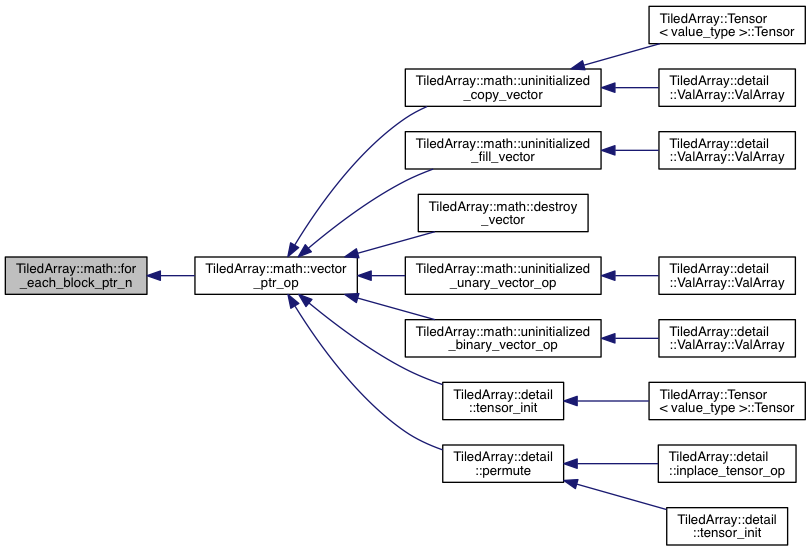 TiledArray::math::for
_each_block_ptr_n
TiledArray::math::vector
_ptr_op
TiledArray::math::uninitialized
_copy_vector
TiledArray::Tensor
< value_type >::Tensor
TiledArray::detail
::ValArray::ValArray
TiledArray::math::uninitialized
_fill_vector
TiledArray::detail
::ValArray::ValArray
TiledArray::math::destroy
_vector
TiledArray::math::uninitialized
_unary_vector_op
TiledArray::detail
::ValArray::ValArray
TiledArray::math::uninitialized
_binary_vector_op
TiledArray::detail
::ValArray::ValArray
TiledArray::detail
::tensor_init
TiledArray::Tensor
< value_type >::Tensor
TiledArray::detail
::permute
TiledArray::detail
::inplace_tensor_op
TiledArray::detail
::tensor_init